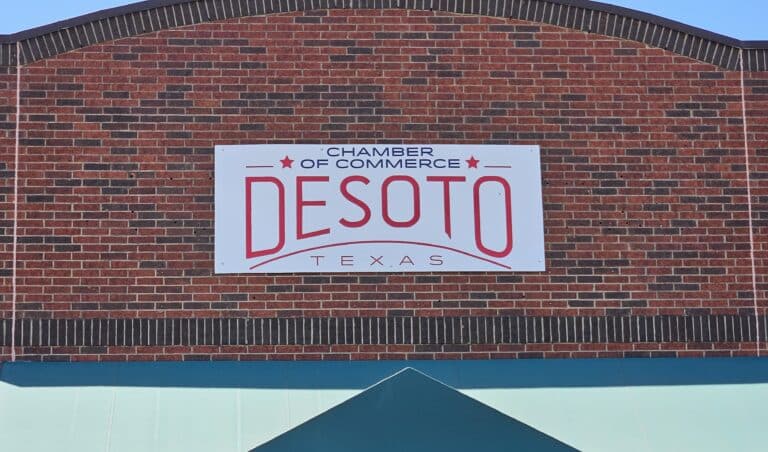 CHAMBER
OF COMMERCE
DESOTO
TEXAS